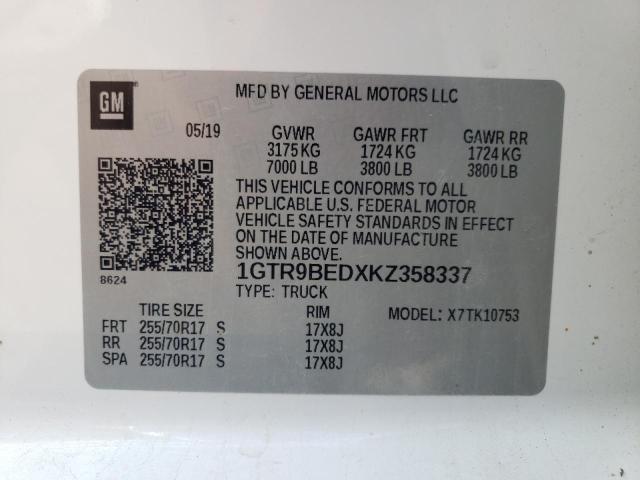 GM
MFD BY GENERAL MOTORS LLC
05/19 GVWR GAWR FRT GAWR RR
3175 KG 1724 KG 1724 KG
7000 LB 3800 LB 3800 LB
THIS VEHICLE CONFORMS TO ALL
APPLICABLE U.S. FEDERAL MOTOR
VEHICLE SAFETY STANDARDS IN EFFECT
ON THE DATE OF MANUFACTURE
SHOWN ABOVE.
8624
1GTR9BEDXKZ358337
TYPE: TRUCK
TIRE SIZE RIM MODEL: X7TK10753
FRT 255/70R17 S 17X8J
RR 255/70R17 S 17X8J
SPA 255/70R17 S 17X8J